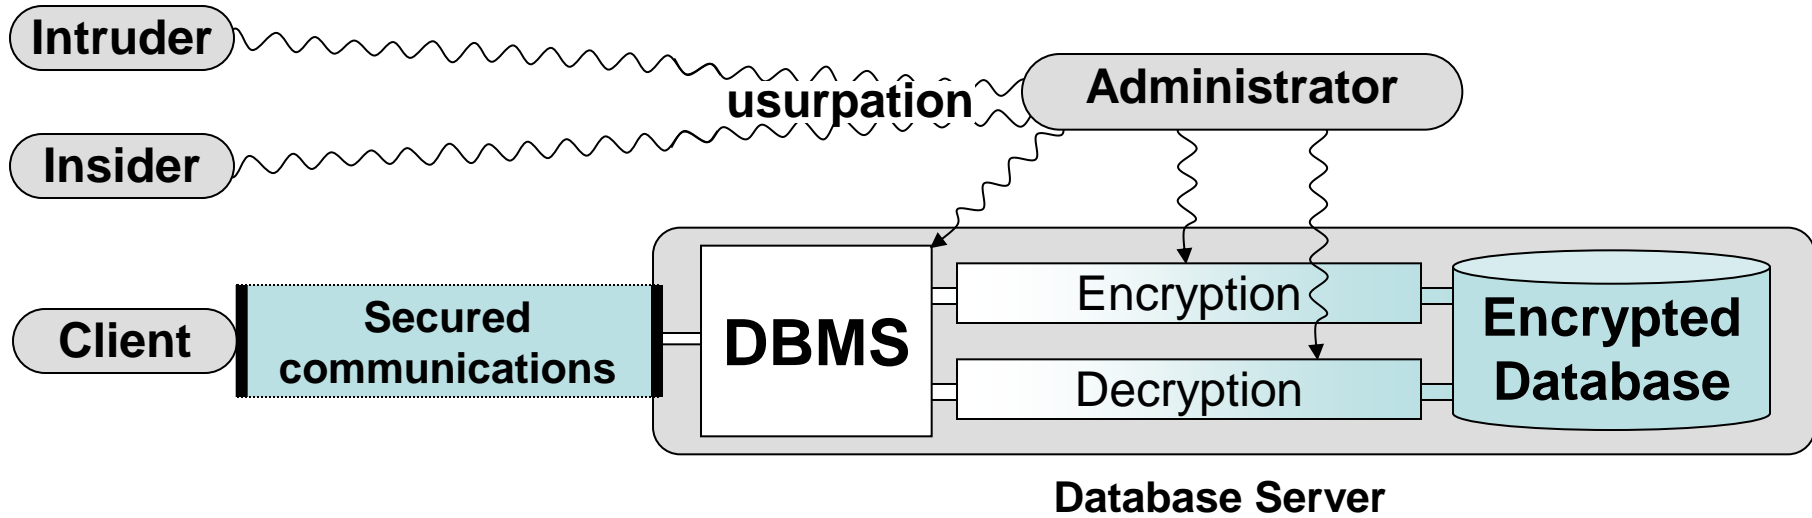 Intruder
Administrator
usurpation
Insider
Client
Secured
communications
DBMS
Encryption
Decryption
Encrypted
Database
Database Server